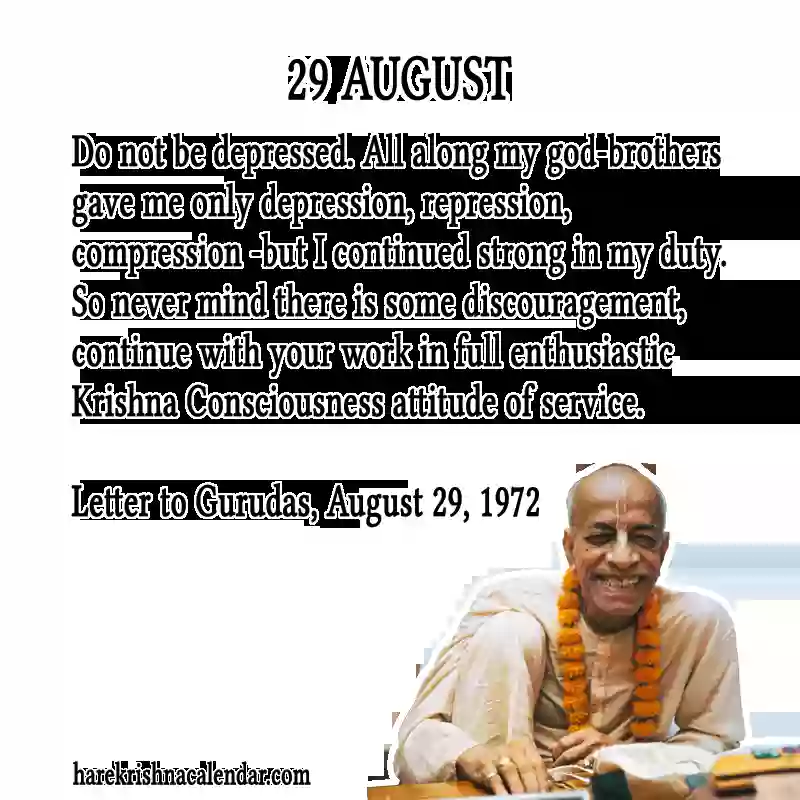 29 AUGUST
Do not be depressed. All along my god-brothers
gave me only depression, repression,
compression -but I continued strong in my duty.
So never mind there is some discouragement,
continue with your work in full enthusiastic
Krishna Consciousness attitude of service.
Letter to Gurudas, August 29, 1972
harekrishnacalendar.com